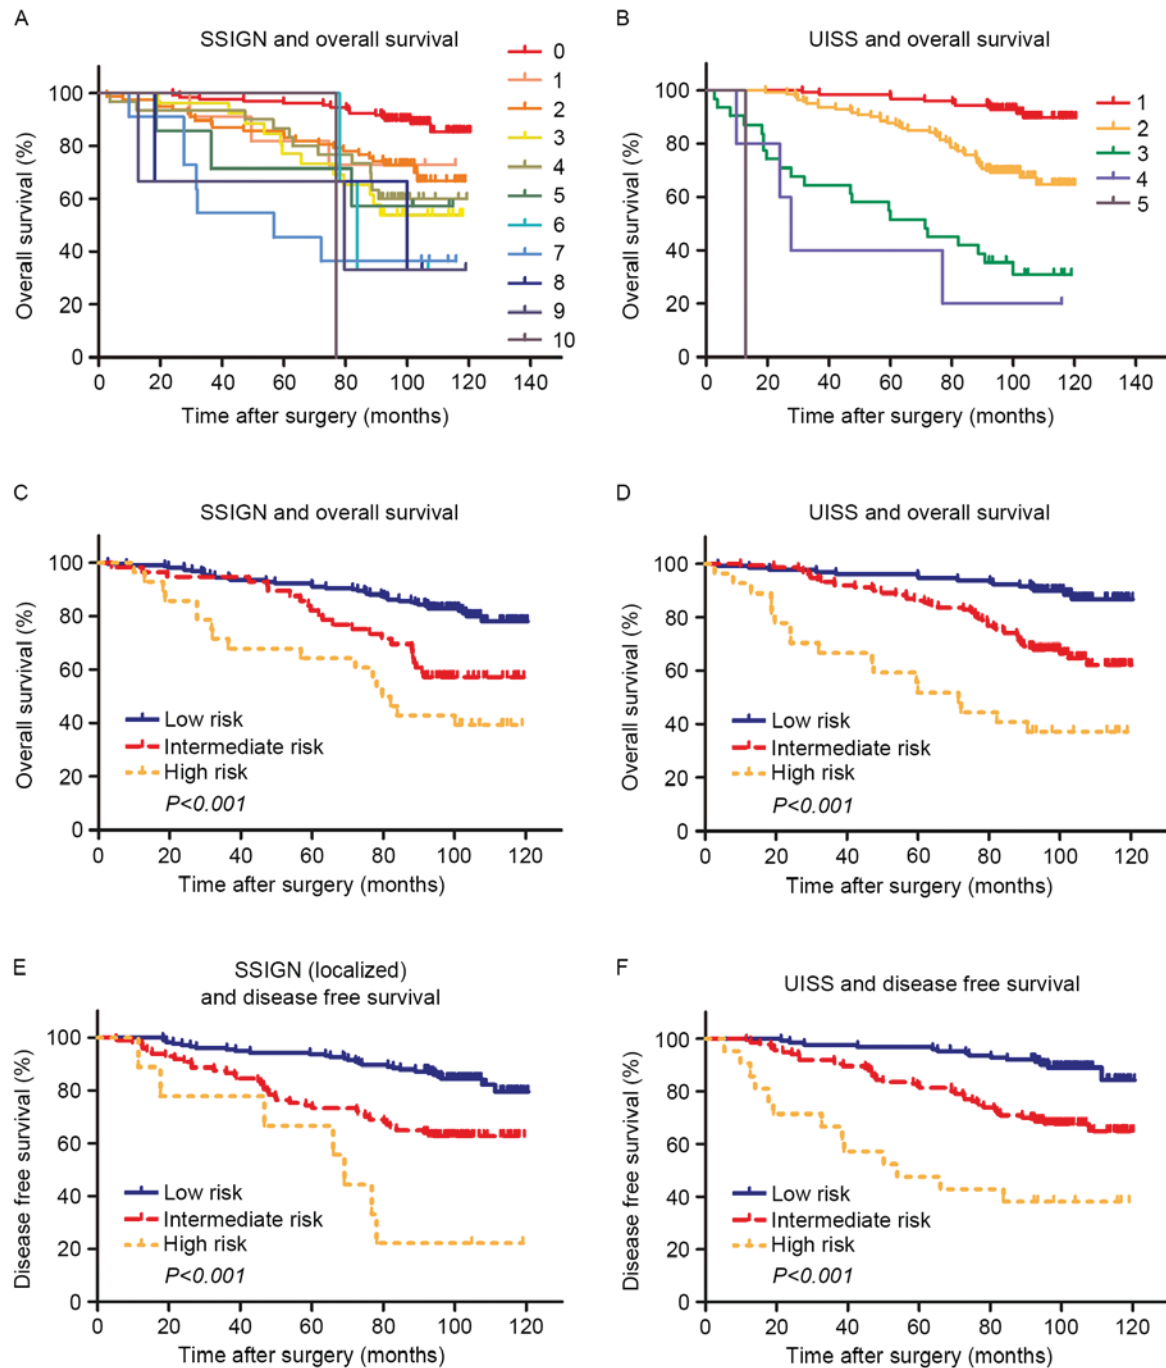 A
SSIGN and overall survival
Overall survival (%)
100
80
60
40
20
0
0 20 40 60 80 100 120 140
Time after surgery (months)
0
1
2
3
4
5
6
7
8
9
10
B
UISS and overall survival
Overall survival (%)
100
80
60
40
20
0
0 20 40 60 80 100 120 140
Time after surgery (months)
1
2
3
4
5
C
SSIGN and overall survival
Overall survival (%)
100
80
60
40
20
0
Low risk
Intermediate risk
High risk
P<0.001
0 20 40 60 80 100 120
Time after surgery (months)
D
UISS and overall survival
Overall survival (%)
100
80
60
40
20
0
Low risk
Intermediate risk
High risk
P<0.001
0 20 40 60 80 100 120
Time after surgery (months)
E
SSIGN (localized)
and disease free survival
Disease free survival (%)
100
80
60
40
20
0
Low risk
Intermediate risk
High risk
P<0.001
0 20 40 60 80 100 120
Time after surgery (months)
F
UISS and disease free survival
Disease free survival (%)
100
80
60
40
20
0
Low risk
Intermediate risk
High risk
P<0.001
0 20 40 60 80 100 120
Time after surgery (months)